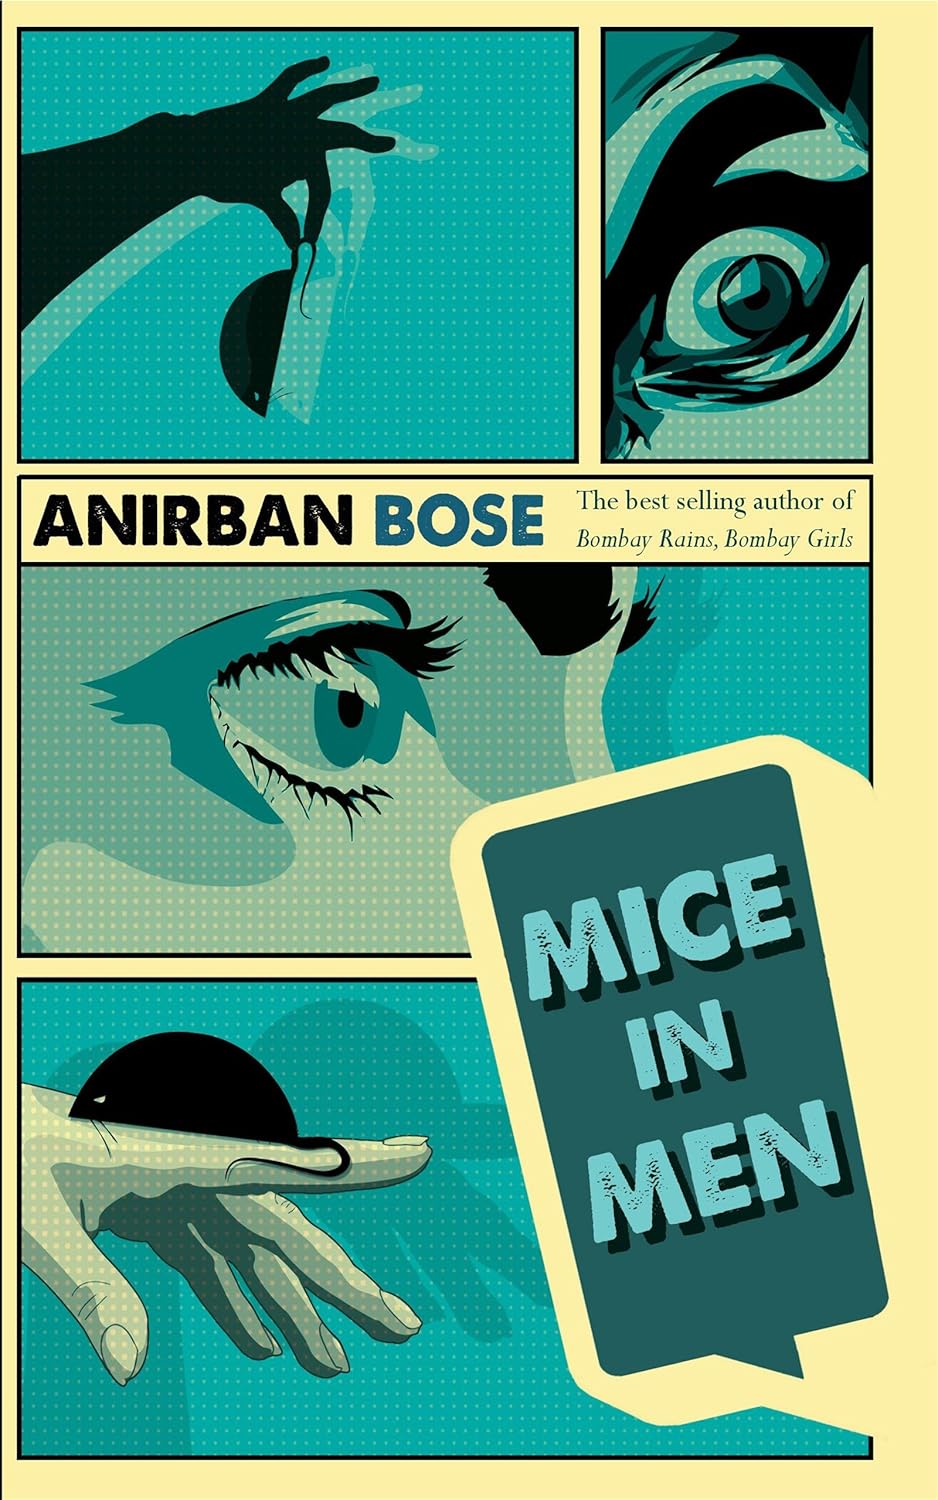 ANIRBAN BOSE
The best selling author of
Bombay Rains, Bombay Girls
MICE
IN
MEN